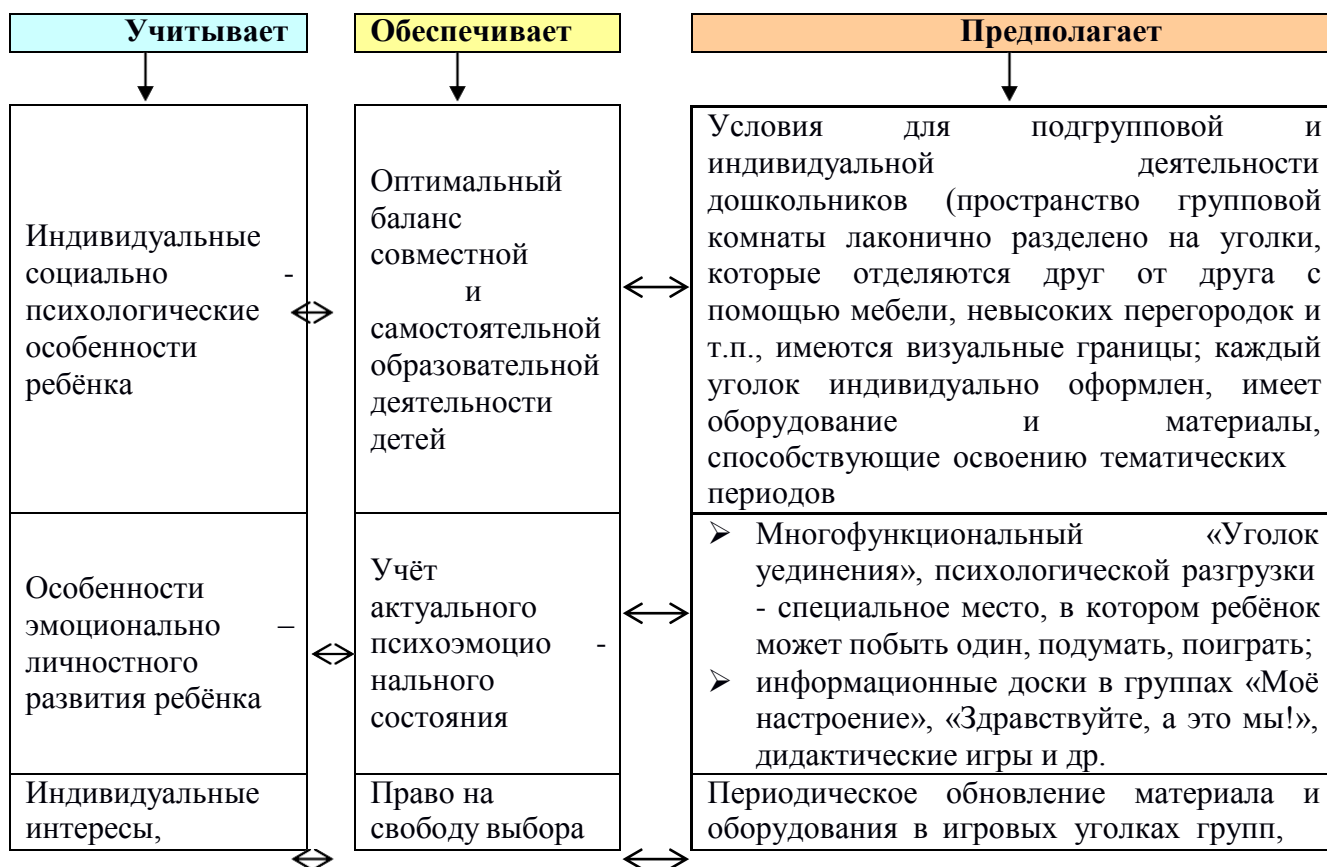 Учитывает
Обеспечивает
Предполагает
Индивидуальные
социально -
психологические
особенности
ребёнка
Оптимальный
баланс
совместной
и
самостоятельной
образовательной
деятельности
детей
Условия для подгрупповой и
индивидуальной деятельности
дошкольников (пространство групповой
комнаты лаконично разделено на уголки,
которые отделяются друг от друга с
помощью мебели, невысоких перегородок и
т.п., имеются визуальные границы; каждый
уголок индивидуально оформлен, имеет
оборудование и материалы,
способствующие освоению тематических
периодов
Особенности
эмоционально –
личностного
развития ребёнка
Учёт
актуального
психоэмоцио -
нального
состояния
➢ Многофункциональный «Уголок
уединения», психологической разгрузки
- специальное место, в котором ребёнок
может побыть один, подумать, поиграть;
➢ информационные доски в группах «Моё
настроение», «Здравствуйте, а это мы!»,
дидактические игры и др.
Индивидуальные
интересы,
Право на
свободу выбора
Периодическое обновление материала и
оборудования в игровых уголках групп,